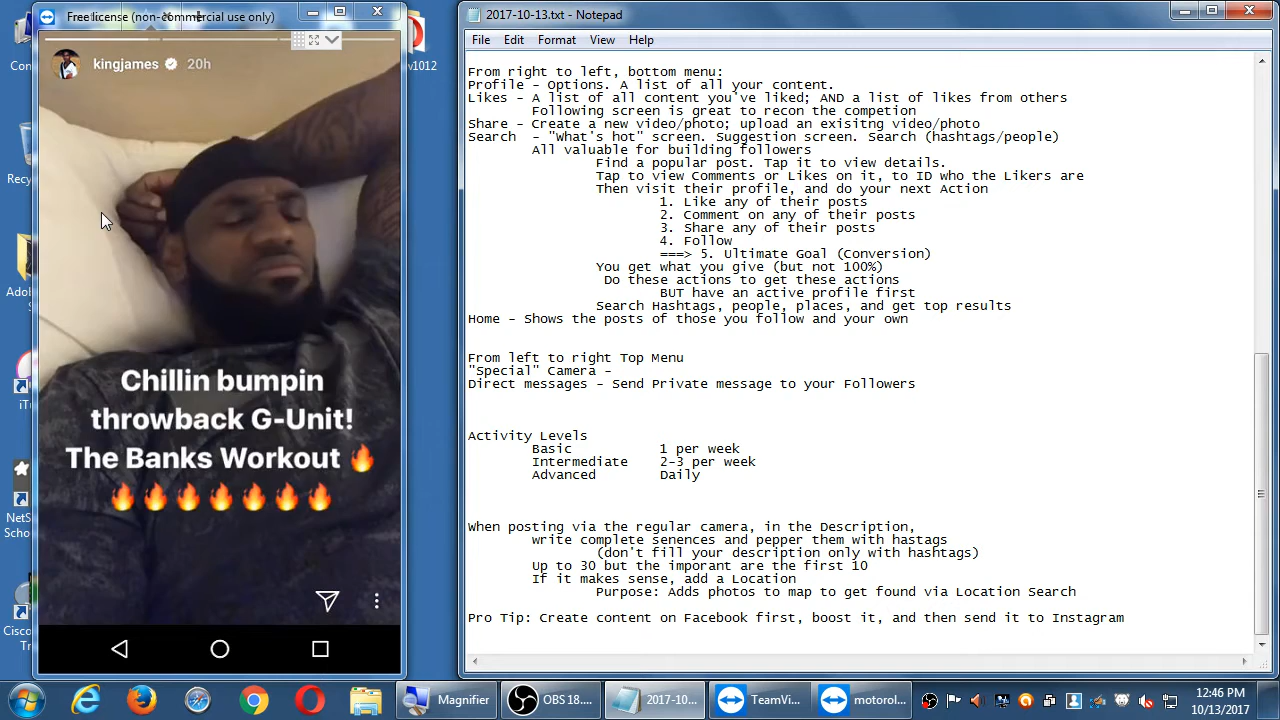 Free license (non-commercial use only)
kingjames 20h
Chillin bumpin
throwback G-Unit!
The Banks Workout 🔥
🔥🔥🔥🔥🔥🔥🔥
Con
Recy
Adob
iTu
NetS
Scho
Cisco
Tr
w1012
2017-10-13.txt - Notepad
File Edit Format View Help
From right to left, bottom menu:
Profile - Options. A list of all your content.
Likes - A list of all content you've liked; AND a list of likes from others
Following screen is great to recon the competion
Share - Create a new video/photo; upload an exisitng video/photo
Search - "What's hot" screen. Suggestion screen. Search (hashtags/people)
All valuable for building followers
Find a popular post. Tap it to view details.
Tap to view Comments or Likes on it, to ID who the Likers are
Then visit their profile, and do your next Action
1. Like any of their posts
2. Comment on any of their posts
3. Share any of their posts
4. Follow
===> 5. Ultimate Goal (Conversion)
You get what you give (but not 100%)
Do these actions to get these actions
BUT have an active profile first
Search Hashtags, people, places, and get top results
Home - Shows the posts of those you follow and your own
From left to right Top Menu
"Special" Camera -
Direct messages - Send Private message to your Followers
Activity Levels
Basic 1 per week
Intermediate 2-3 per week
Advanced Daily
When posting via the regular camera, in the Description,
write complete senences and pepper them with hastags
(don't fill your description only with hashtags)
Up to 30 but the imporant are the first 10
If it makes sense, add a Location
Purpose: Adds photos to map to get found via Location Search
Pro Tip: Create content on Facebook first, boost it, and then send it to Instagram
Magnifier OBS 18.... 2017-10... TeamVi... motorol...
12:46 PM
10/13/2017